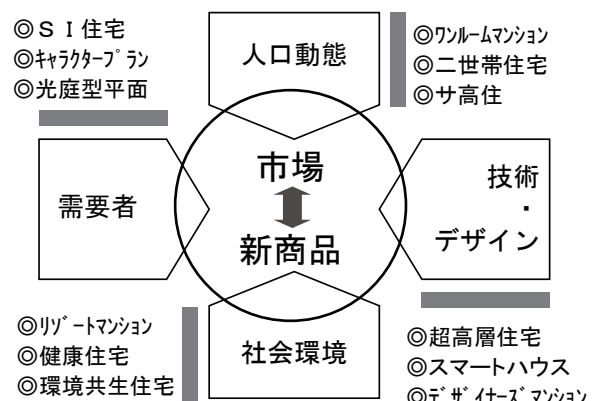 ◎ＳＩ住宅
◎ｷｬﾗｸﾀｰﾌﾟﾗﾝ
◎光庭型平面
人口動態
◎ﾜﾝﾙｰﾑﾏﾝｼｮﾝ
◎二世帯住宅
◎サ高住
需要者
市場
新商品
技術
・
デザイン
◎ﾘｿﾞｰﾄﾏﾝｼｮﾝ
◎健康住宅
◎環境共生住宅
社会環境
◎超高層住宅
◎スマートハウス
◎ﾃﾞｻﾞｲﾅｰｽﾞﾏﾝｼｮﾝ